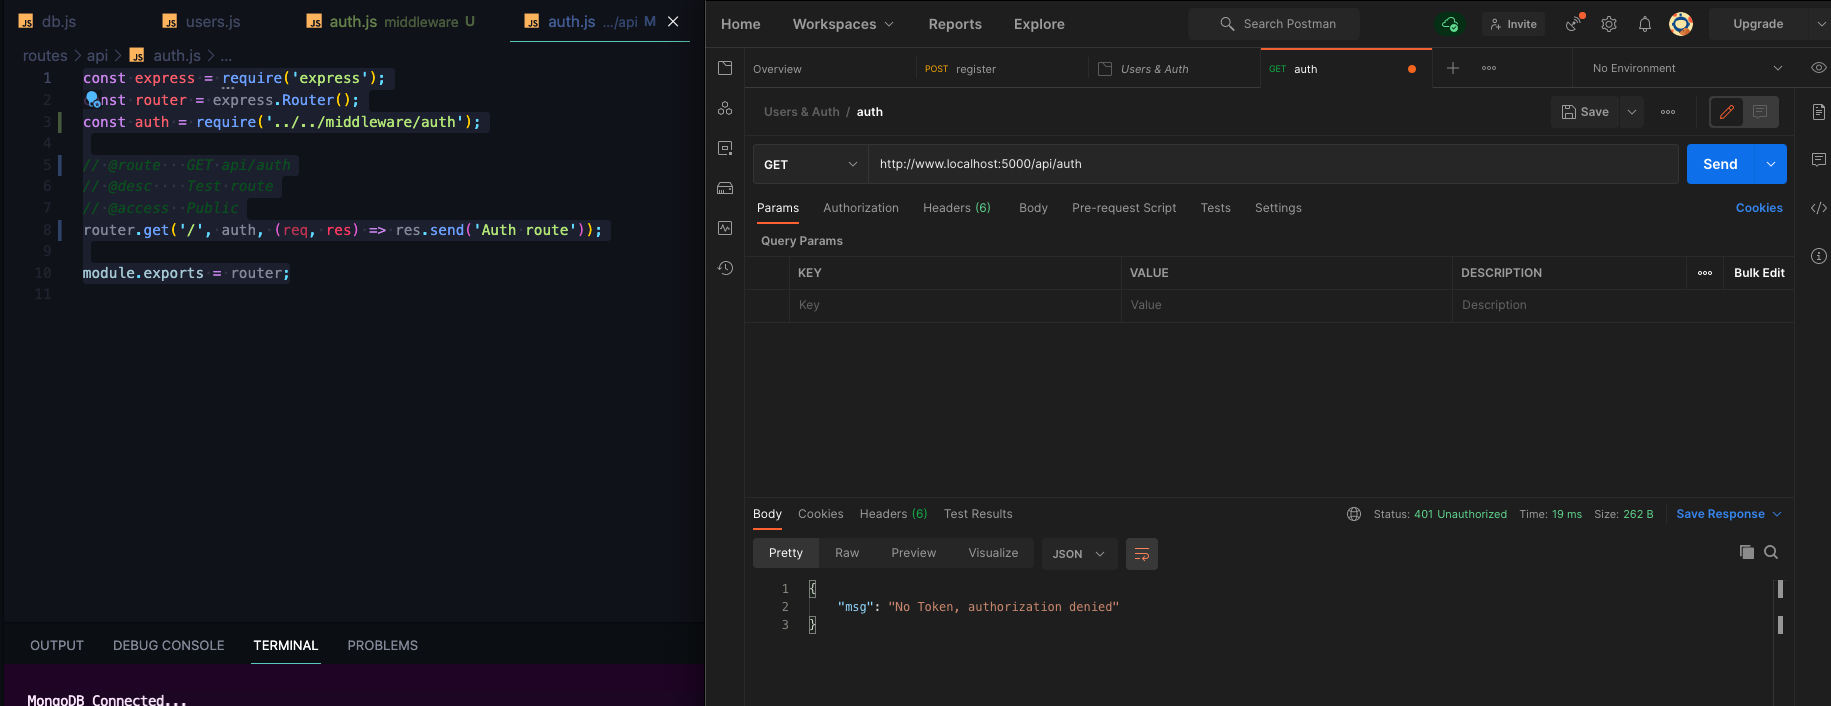 db.js users.js auth.js middleware U auth.js .../api M
routes > api > auth.js > ...
1 const express = require('express');
2 const router = express.Router();
3 const auth = require('../../middleware/auth');
4
5 // @route GET api/auth
6 // @desc Test route
7 // @access Public
8 router.get('/', auth, (req, res) => res.send('Auth route'));
9
10 module.exports = router;
11
OUTPUT DEBUG CONSOLE TERMINAL PROBLEMS
MongoDB Connected...
Home Workspaces Reports Explore Search Postman Invite Upgrade
Overview POST register Users & Auth GET auth No Environment
Users & Auth / auth Save
GET http://www.localhost:5000/api/auth Send
Params Authorization Headers (6) Body Pre-request Script Tests Settings Cookies
Query Params
KEY VALUE DESCRIPTION Bulk Edit
Key Value Description
Body Cookies Headers (6) Test Results Status: 401 Unauthorized Time: 19 ms Size: 262 B Save Response
Pretty Raw Preview Visualize JSON
1 {
2 "msg": "No Token, authorization denied"
3 }